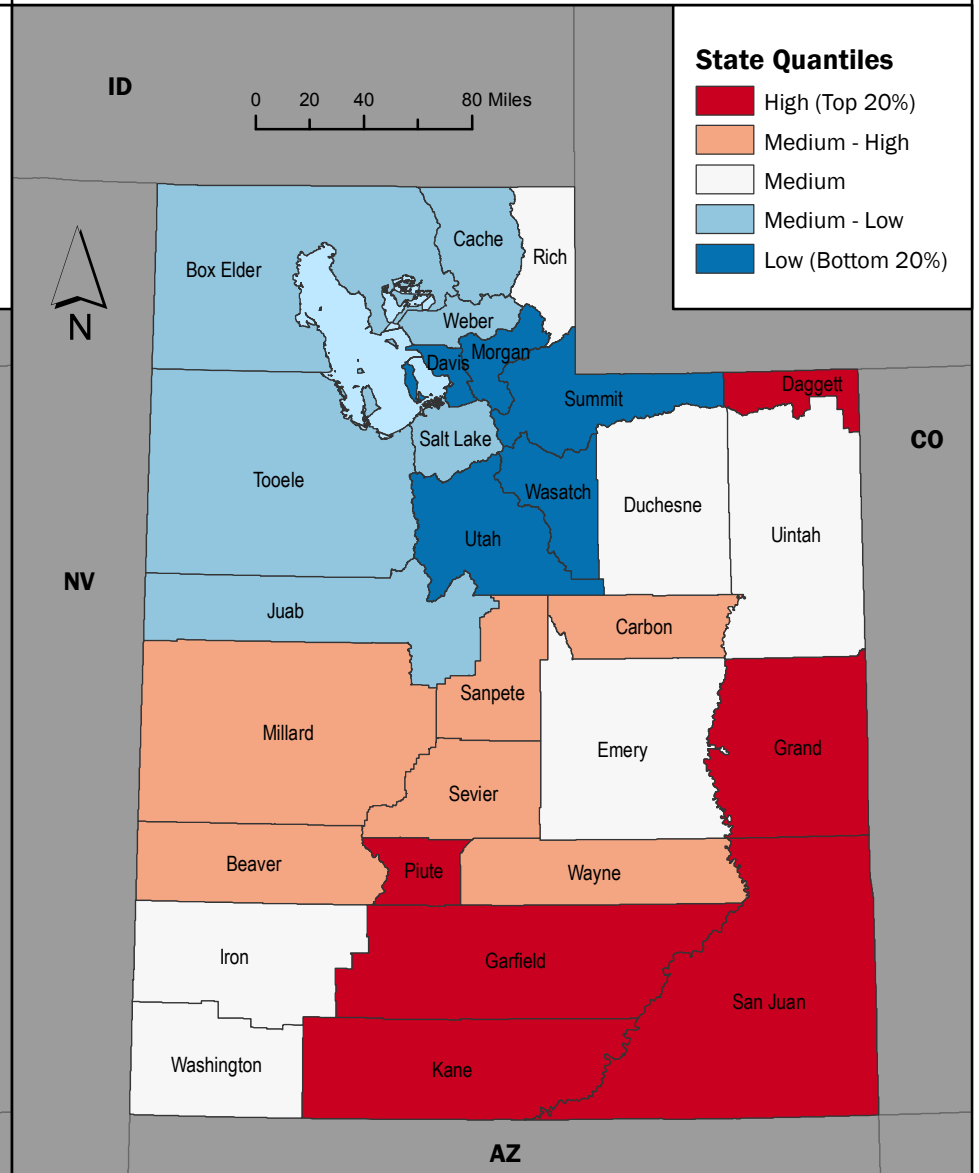 State Quantiles
High (Top 20%)
Medium - High
Medium
Medium - Low
Low (Bottom 20%)
ID
0 20 40 80 Miles
N
Cache
Rich
Box Elder
Weber
Morgan
Davis
Daggett
Summit
CO
Salt Lake
Tooele
Wasatch
Duchesne
Uintah
Utah
NV
Juab
Carbon
Sanpete
Millard
Emery
Grand
Sevier
Beaver
Piute
Wayne
Iron
Garfield
San Juan
Washington
Kane
AZ